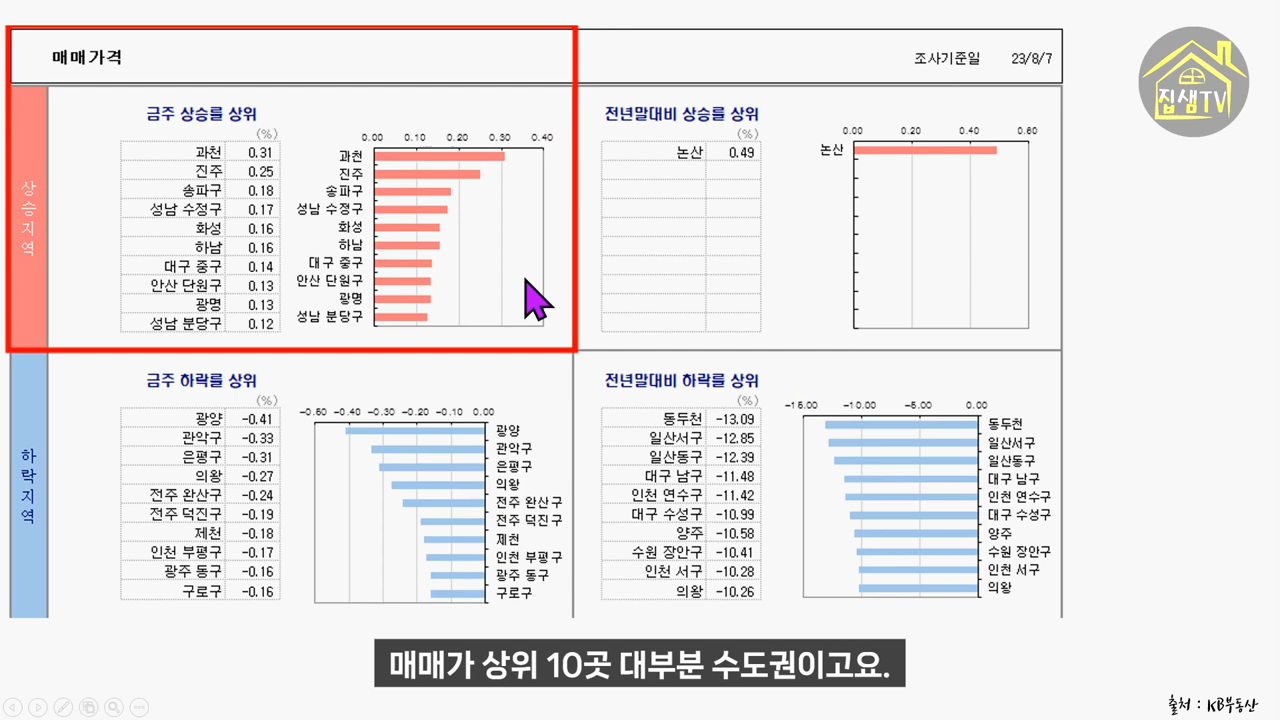 매매가격
조사기준일 23/8/7
집샘TV
상승지역
금주 상승률 상위
(%)
과천 0.31
진주 0.25
송파구 0.18
성남 수정구 0.17
화성 0.16
하남 0.16
대구 중구 0.14
안산 단원구 0.13
광명 0.13
성남 분당구 0.12
0.00 0.10 0.20 0.30 0.40
과천
진주
송파구
성남 수정구
화성
하남
대구 중구
안산 단원구
광명
성남 분당구
전년말대비 상승률 상위
(%)
논산 0.49
0.00 0.20 0.40 0.60
논산
하락지역
금주 하락률 상위
(%)
광양 -0.41
관악구 -0.33
은평구 -0.31
의왕 -0.27
전주 완산구 -0.24
전주 덕진구 -0.19
제천 -0.18
인천 부평구 -0.17
광주 동구 -0.16
구로구 -0.16
-0.60 -0.40 -0.30 -0.20 -0.10 0.00
광양
관악구
은평구
의왕
전주 완산구
전주 덕진구
제천
인천 부평구
광주 동구
구로구
전년말대비 하락률 상위
(%)
동두천 -13.09
일산서구 -12.85
일산동구 -12.39
대구 남구 -11.48
인천 연수구 -11.42
대구 수성구 -10.99
양주 -10.58
수원 장안구 -10.41
인천 서구 -10.28
의왕 -10.26
-15.00 -10.00 -5.00 0.00
동두천
일산서구
일산동구
대구 남구
인천 연수구
대구 수성구
양주
수원 장안구
인천 서구
의왕
매매가 상위 10곳 대부분 수도권이고요.
출처 : KB부동산